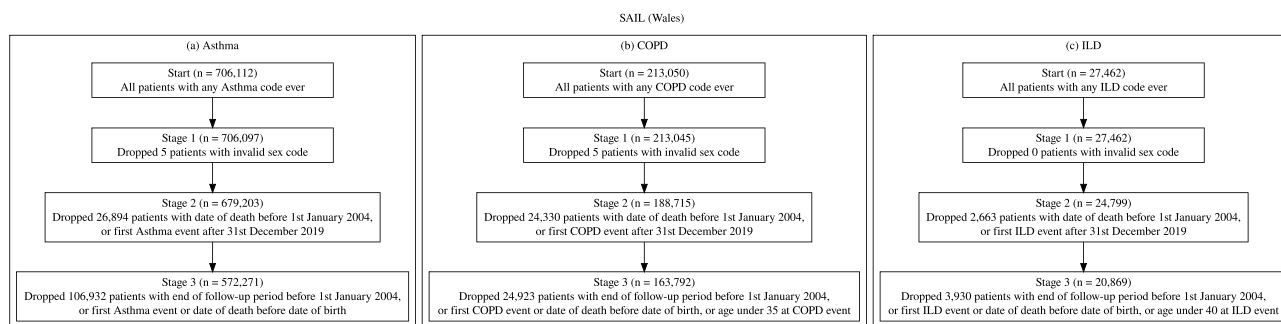 SAIL (Wales)
(a) Asthma
Start (n = 706,112)
All patients with any Asthma code ever
Stage 1 (n = 706,097)
Dropped 5 patients with invalid sex code
Stage 2 (n = 679,203)
Dropped 26,894 patients with date of death before 1st January 2004,
or first Asthma event after 31st December 2019
Stage 3 (n = 572,271)
Dropped 106,932 patients with end of follow-up period before 1st January 2004,
or first Asthma event or date of death before date of birth
(b) COPD
Start (n = 213,050)
All patients with any COPD code ever
Stage 1 (n = 213,045)
Dropped 5 patients with invalid sex code
Stage 2 (n = 188,715)
Dropped 24,330 patients with date of death before 1st January 2004,
or first COPD event after 31st December 2019
Stage 3 (n = 163,792)
Dropped 24,923 patients with end of follow-up period before 1st January 2004,
or first COPD event or date of death before date of birth, or age under 35 at COPD event
(c) ILD
Start (n = 27,462)
All patients with any ILD code ever
Stage 1 (n = 27,462)
Dropped 0 patients with invalid sex code
Stage 2 (n = 24,799)
Dropped 2,663 patients with date of death before 1st January 2004,
or first ILD event after 31st December 2019
Stage 3 (n = 20,869)
Dropped 3,930 patients with end of follow-up period before 1st January 2004,
or first ILD event or date of death before date of birth, or age under 40 at ILD event